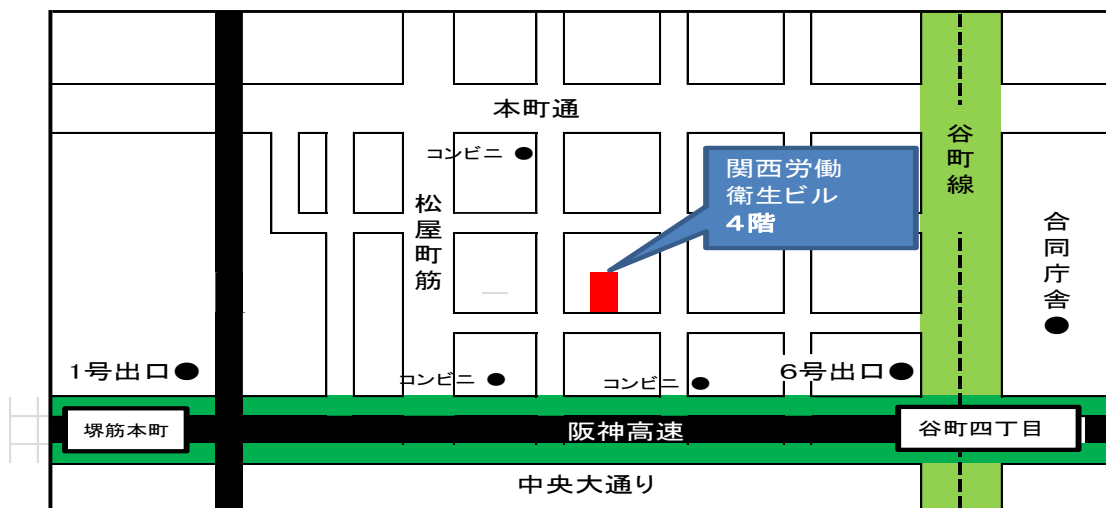 本町通
コンビニ
関西労働
衛生ビル
4階
谷町線
松屋町筋
合同庁舎
1号出口
コンビニ
コンビニ
6号出口
堺筋本町
阪神高速
谷町四丁目
中央大通り